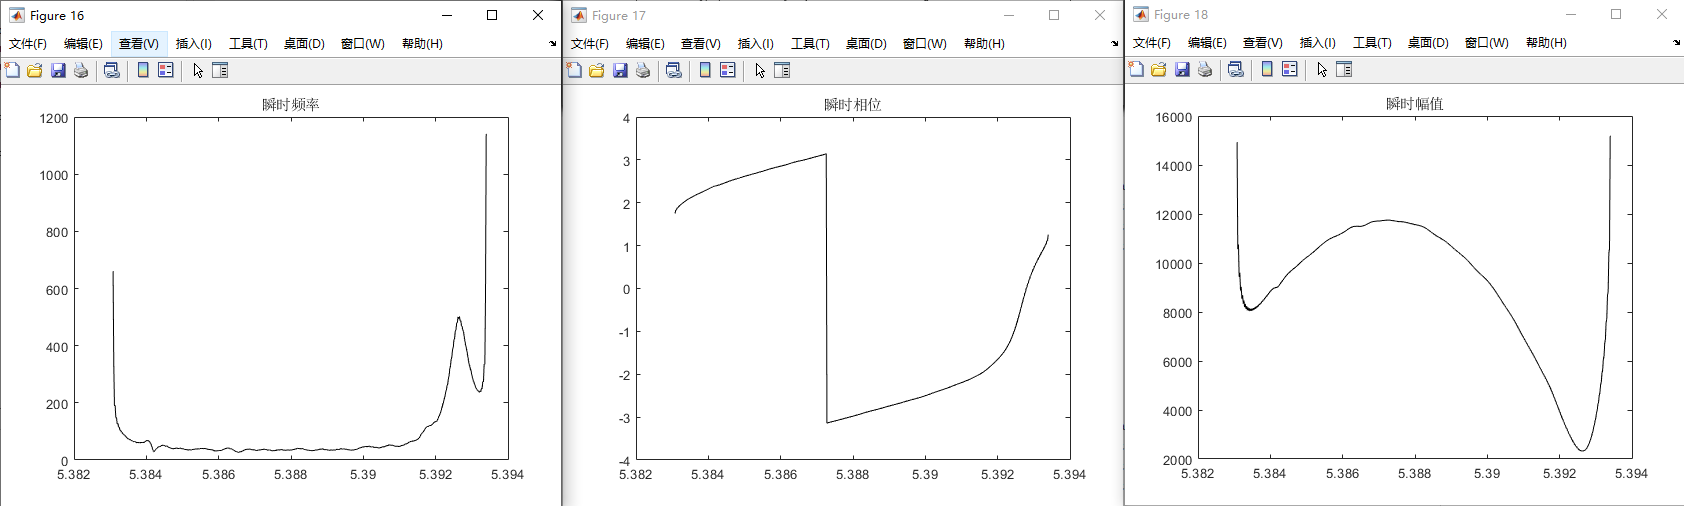 Figure 16
文件(F) 编辑(E) 查看(V) 插入(I) 工具(T) 桌面(D) 窗口(W) 帮助(H)
瞬时频率
1200
1000
800
600
400
200
0
5.382 5.384 5.386 5.388 5.39 5.392 5.394
Figure 17
文件(F) 编辑(E) 查看(V) 插入(I) 工具(T) 桌面(D) 窗口(W) 帮助(H)
瞬时相位
4
3
2
1
0
-1
-2
-3
-4
5.382 5.384 5.386 5.388 5.39 5.392 5.394
Figure 18
文件(F) 编辑(E) 查看(V) 插入(I) 工具(T) 桌面(D) 窗口(W) 帮助(H)
瞬时幅值
16000
14000
12000
10000
8000
6000
4000
2000
5.382 5.384 5.386 5.388 5.39 5.392 5.394